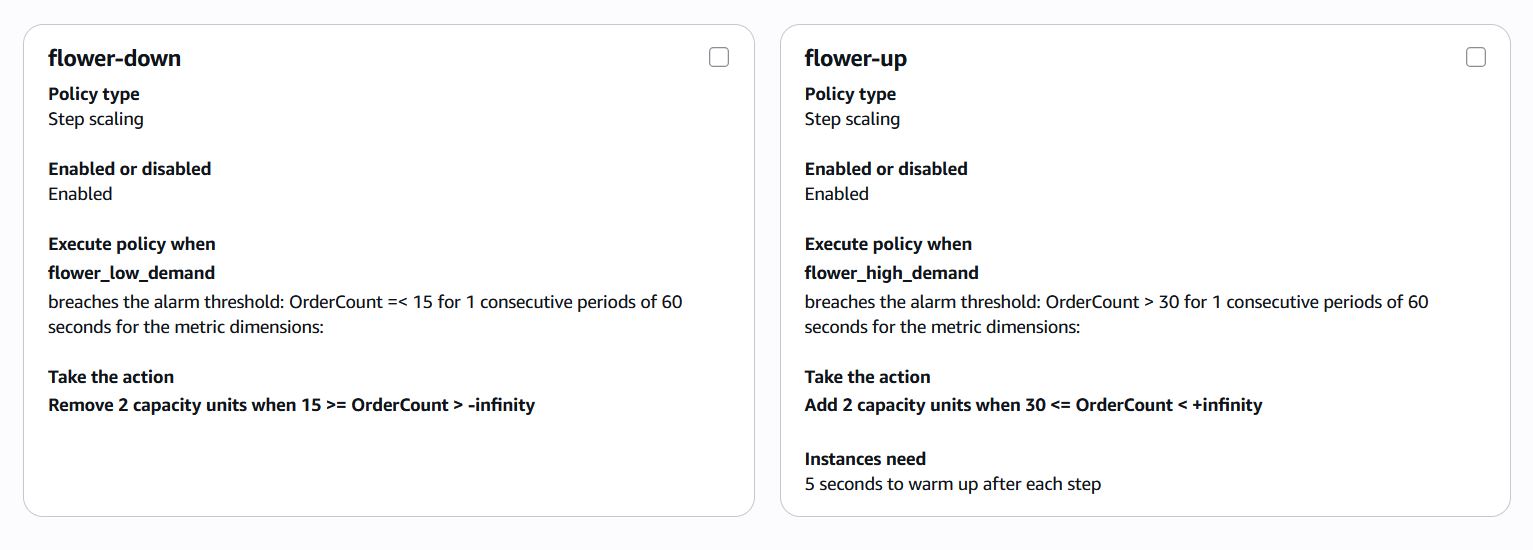 flower-down
Policy type
Step scaling
Enabled or disabled
Enabled
Execute policy when
flower_low_demand
breaches the alarm threshold: OrderCount =< 15 for 1 consecutive periods of 60
seconds for the metric dimensions:
Take the action
Remove 2 capacity units when 15 >= OrderCount > -infinity
flower-up
Policy type
Step scaling
Enabled or disabled
Enabled
Execute policy when
flower_high_demand
breaches the alarm threshold: OrderCount > 30 for 1 consecutive periods of 60
seconds for the metric dimensions:
Take the action
Add 2 capacity units when 30 <= OrderCount < +infinity
Instances need
5 seconds to warm up after each step